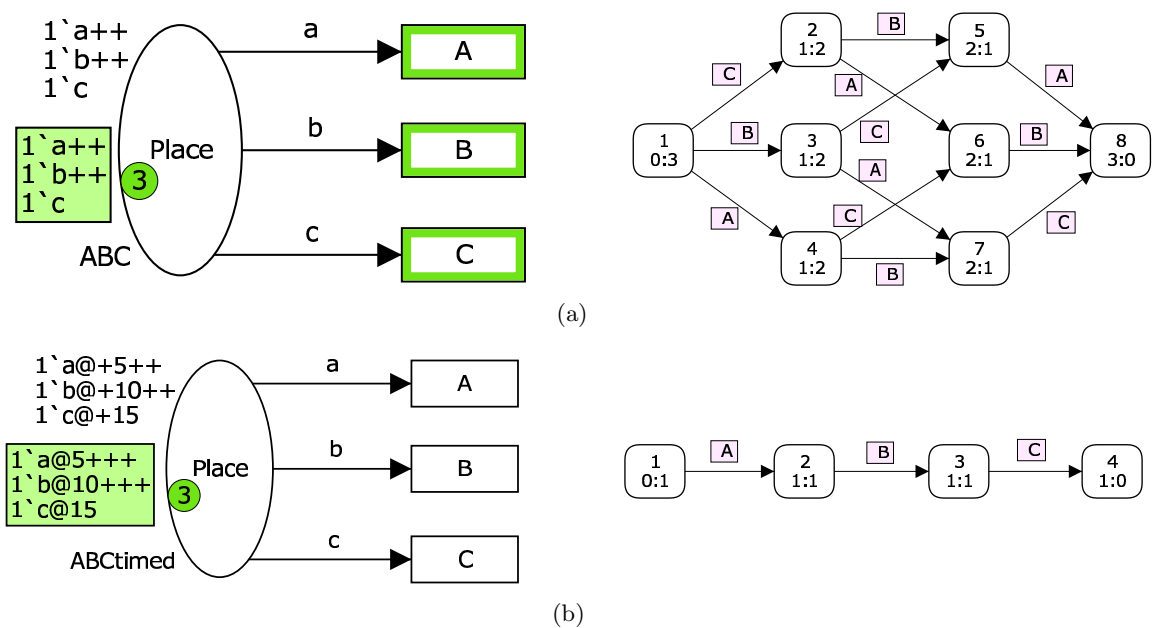 1`a++
1`b++
1`c
1`a++
1`b++
1`c
3
Place
ABC
a
b
c
A
B
C
1
0:3
C
B
A
2
1:2
3
1:2
4
1:2
B
A
C
A
C
B
5
2:1
6
2:1
7
2:1
A
B
C
8
3:0
(a)
1`a@+5++
1`b@+10++
1`c@+15
1`a@5+++
1`b@10+++
1`c@15
3
Place
ABCtimed
a
b
c
A
B
C
1
0:1
A
2
1:1
B
3
1:1
C
4
1:0
(b)